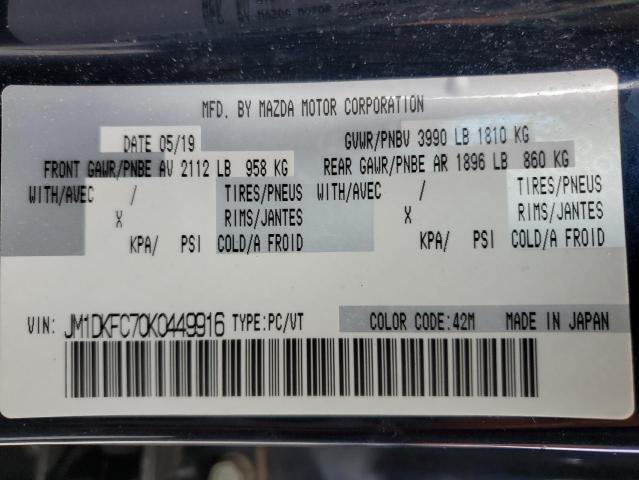 MFD. BY MAZDA MOTOR CORPORATION
DATE 05/19 GVWR/PNBV 3990 LB 1810 KG
FRONT GAWR/PNBE AV 2112 LB 958 KG REAR GAWR/PNBE AR 1896 LB 860 KG
WITH/AVEC / TIRES/PNEUS WITH/AVEC / TIRES/PNEUS
X RIMS/JANTES X RIMS/JANTES
KPA/ PSI COLD/A FROID KPA/ PSI COLD/A FROID
VIN: JM1DKFC70K0449916 TYPE:PC/VT COLOR CODE:42M MADE IN JAPAN